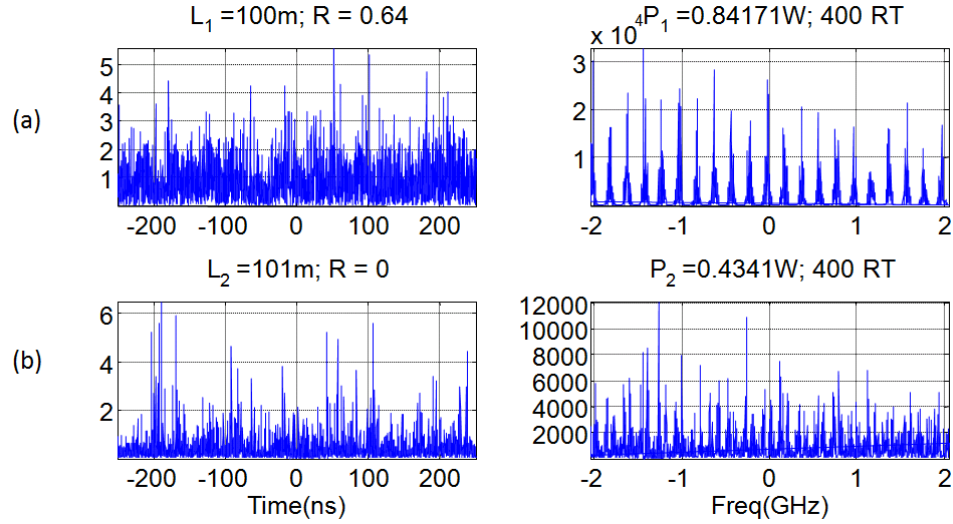 L₁ =100m; R = 0.64
x 10⁴P₁ =0.84171W; 400 RT
(a)
5
4
3
2
1
-200 -100 0 100 200
3
2
1
-2 -1 0 1 2
L₂ =101m; R = 0
P₂ =0.4341W; 400 RT
(b)
6
4
2
-200 -100 0 100 200
Time(ns)
12000
10000
8000
6000
4000
2000
-2 -1 0 1 2
Freq(GHz)